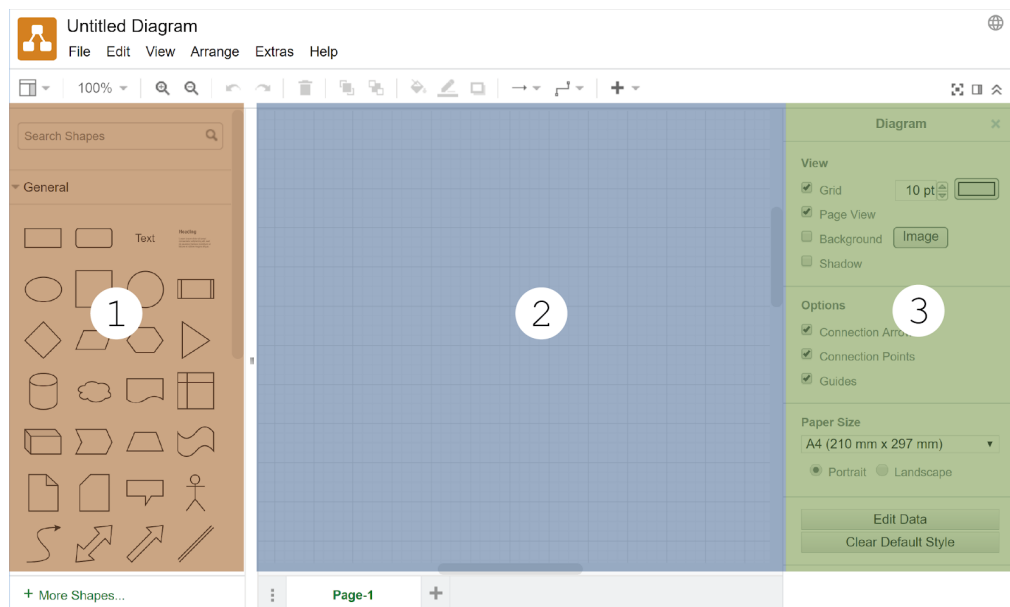 Untitled Diagram
File Edit View Arrange Extras Help
100%
Search Shapes
General
Text
Heading
1
+ More Shapes...
2
Page-1
Diagram
View
Grid 10 pt
Page View
Background Image
Shadow
Options
3
Connection Arro
Connection Points
Guides
Paper Size
A4 (210 mm x 297 mm)
Portrait Landscape
Edit Data
Clear Default Style